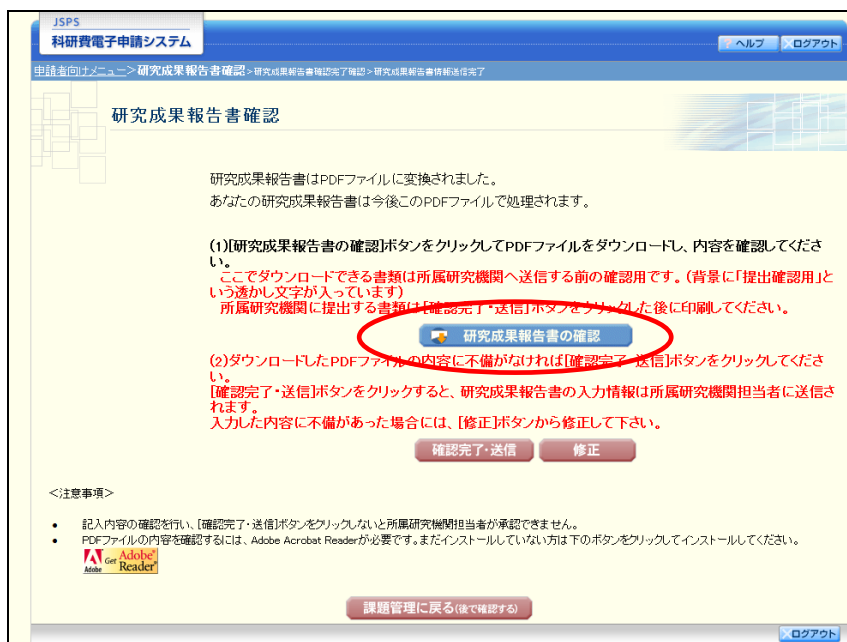 JSPS
科研費電子申請システム
ヘルプ
ログアウト
申請者向けメニュー>研究成果報告書確認>研究成果報告書確認完了確認>研究成果報告書情報送信完了
研究成果報告書確認
研究成果報告書はPDFファイルに変換されました。
あなたの研究成果報告書は今後このPDFファイルで処理されます。
(1)[研究成果報告書の確認]ボタンをクリックしてPDFファイルをダウンロードし、内容を確認してくださ
い。
ここでダウンロードできる書類は所属研究機関へ送信する前の確認用です。(背景に「提出確認用」と
いう透かし文字が入っています)
所属研究機関に提出する書類は[確認完了・送信]ボタンをクリックした後に印刷してください。
研究成果報告書の確認
(2)ダウンロードしたPDFファイルの内容に不備がなければ[確認完了・送信]ボタンをクリックしてくださ
い。
[確認完了・送信]ボタンをクリックすると、研究成果報告書の入力情報は所属研究機関担当者に送信さ
れます。
入力した内容に不備があった場合には、[修正]ボタンから修正して下さい。
確認完了・送信
修正
<注意事項>
• 記入内容の確認を行い、[確認完了・送信]ボタンをクリックしないと所属研究機関担当者が承認できません。
• PDFファイルの内容を確認するには、Adobe Acrobat Readerが必要です。まだインストールしていない方は下のボタンをクリックしてインストールしてください。
Adobe Get Adobe® Reader®
課題管理に戻る(後で確認する)
ログアウト